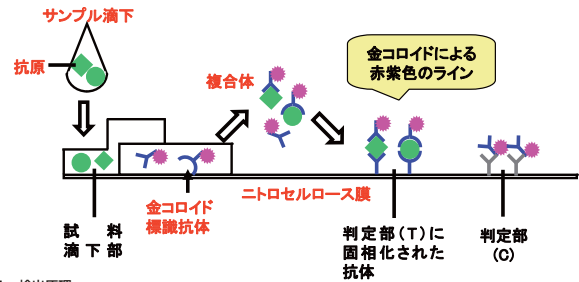 サンプル滴下
抗原
複合体
金コロイドによる
赤紫色のライン
ニトロセルロース膜
金コロイド
標識抗体
試料
滴下部
判定部(T)に
固相化された
抗体
判定部
(C)